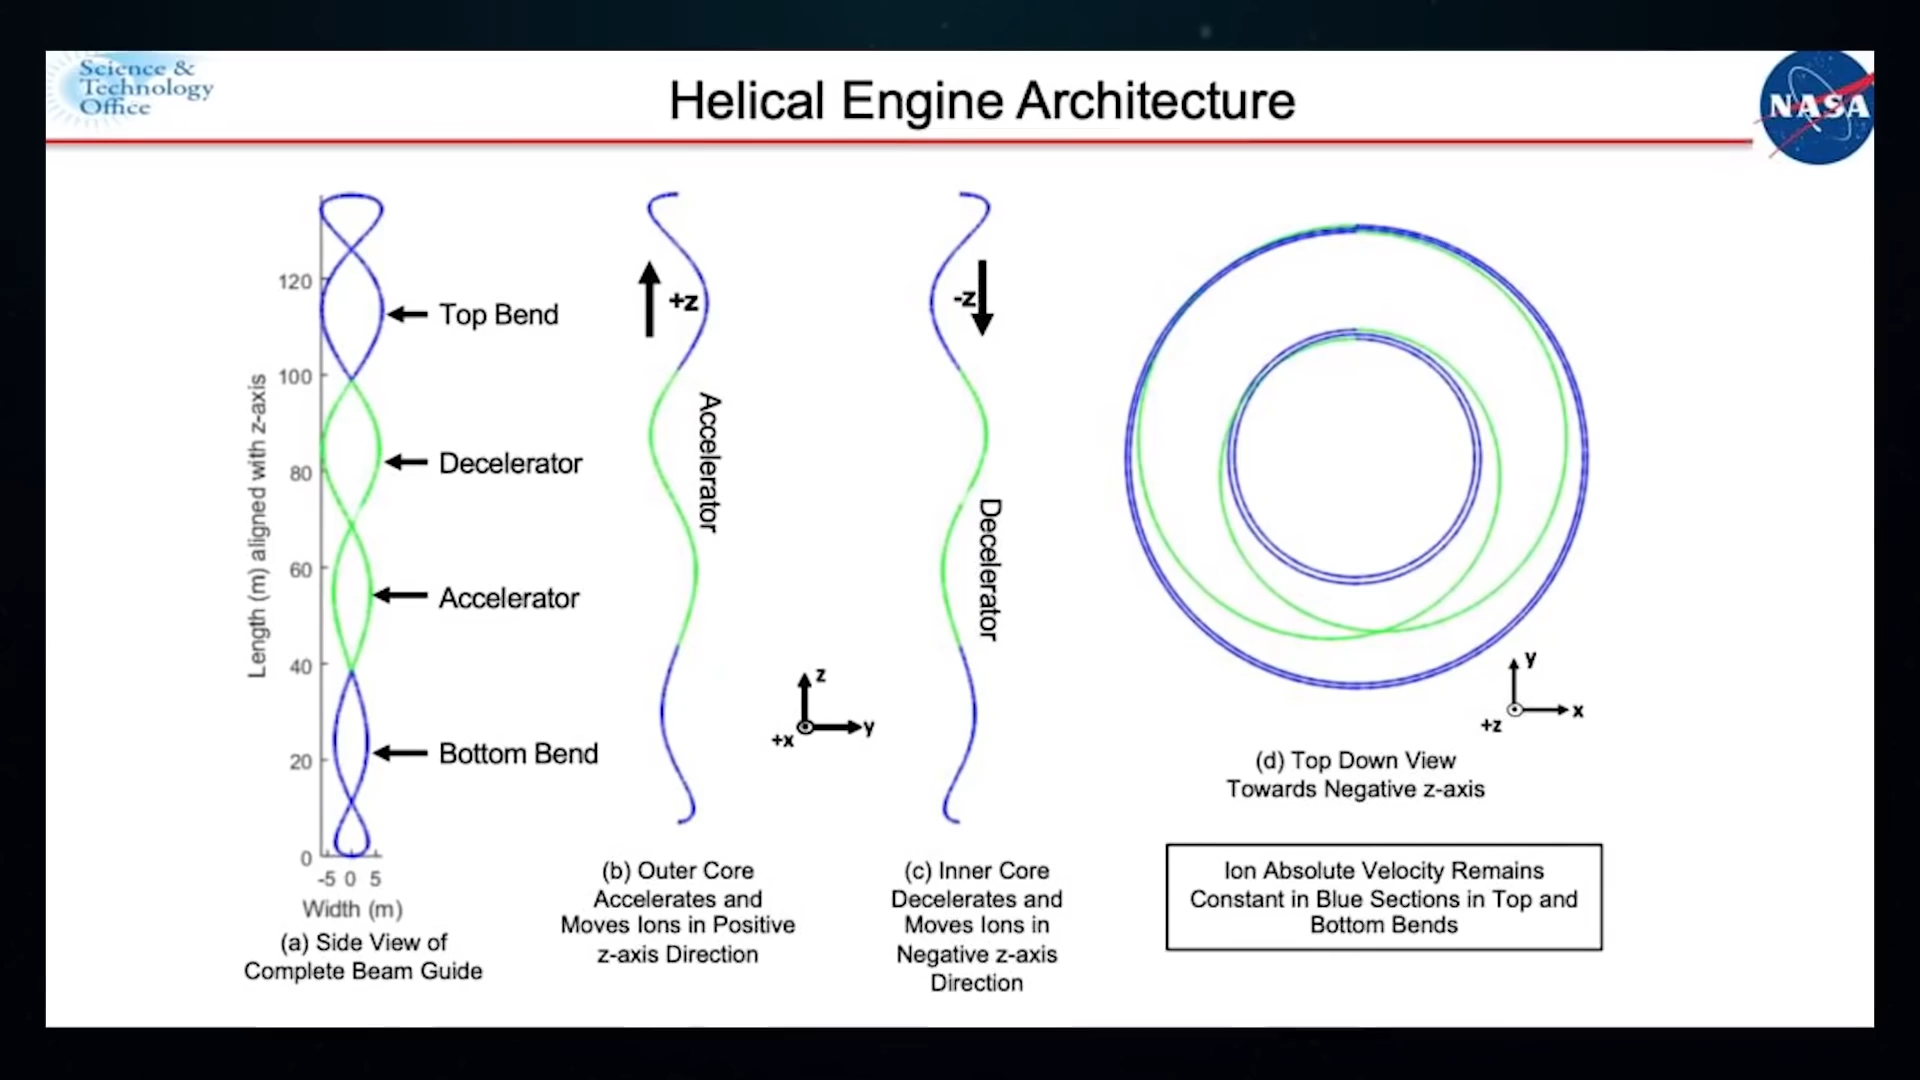 Science &
Technology
Office
Helical Engine Architecture
NASA
Length (m) aligned with z-axis
120
100
80
60
40
20
0
-5 0 5
Width (m)
Top Bend
Decelerator
Accelerator
Bottom Bend
(a) Side View of
Complete Beam Guide
+z
Accelerator
(b) Outer Core
Accelerates and
Moves Ions in Positive
z-axis Direction
z
y
+x
-z
Decelerator
(c) Inner Core
Decelerates and
Moves Ions in
Negative z-axis
Direction
y
x
+z
(d) Top Down View
Towards Negative z-axis
Ion Absolute Velocity Remains
Constant in Blue Sections in Top and
Bottom Bends